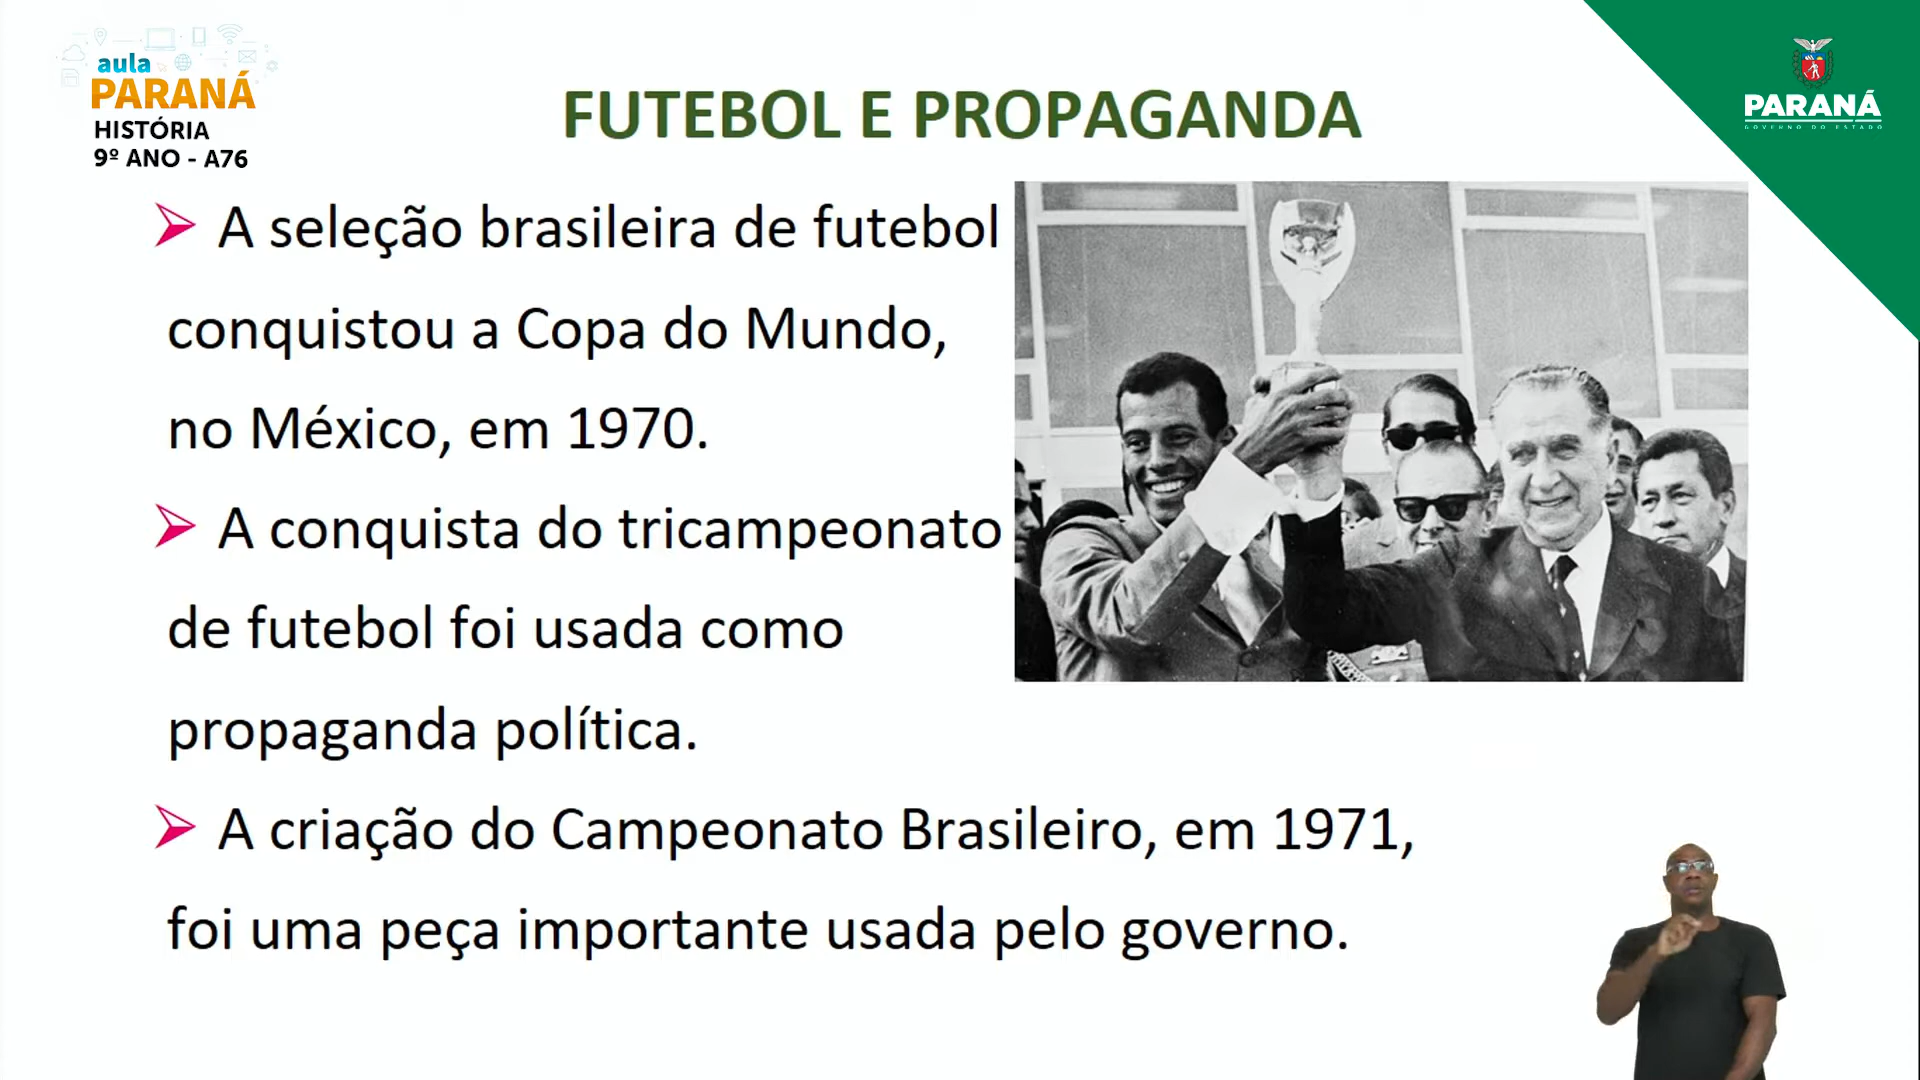 aula
PARANÁ
HISTÓRIA
9º ANO - A76
FUTEBOL E PROPAGANDA
PARANÁ
GOVERNO DO ESTADO
➢ A seleção brasileira de futebol
conquistou a Copa do Mundo,
no México, em 1970.
➢ A conquista do tricampeonato
de futebol foi usada como
propaganda política.
➢ A criação do Campeonato Brasileiro, em 1971,
foi uma peça importante usada pelo governo.